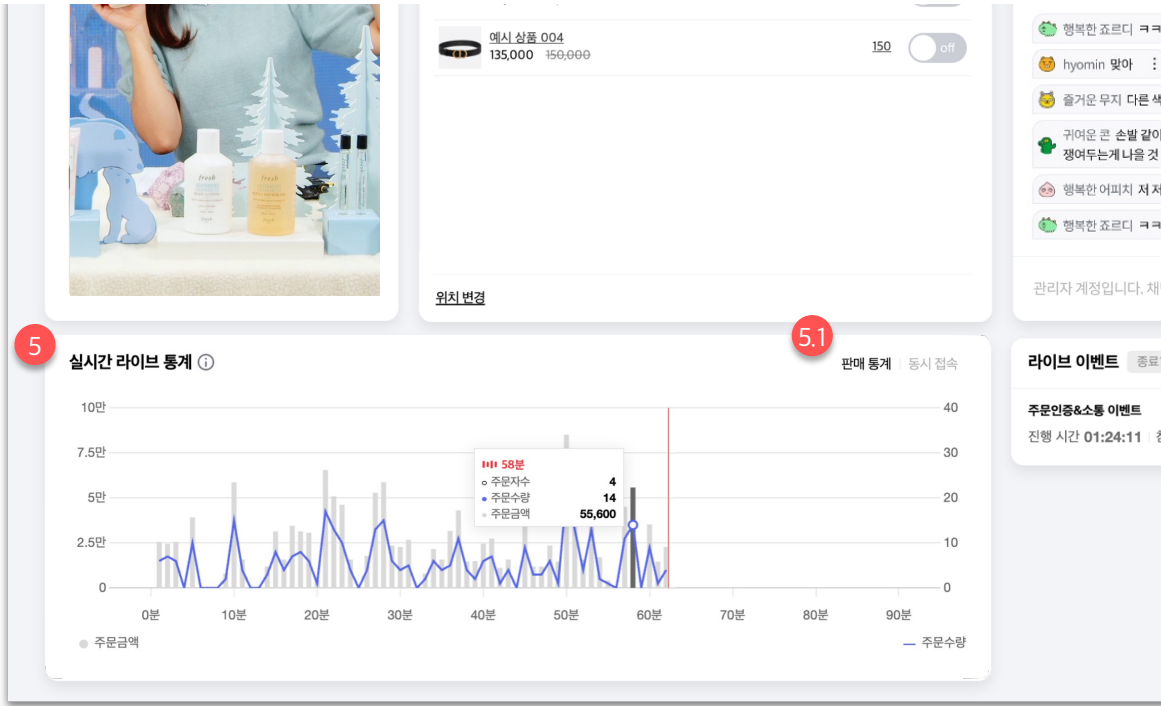 예시 상품 004
135,000 150,000
150
off
위치 변경
행복한 죠르디 ㅋㅋ
hyomin 맞아
즐거운 무지 다른 색
귀여운 콘 손발 같이
쟁여두는게 나을 것
행복한 어피치 저 저
행복한 죠르디 ㅋㅋ
관리자 계정입니다. 채
fresh
fresh
5
실시간 라이브 통계
5.1
판매 통계 동시 접속
10만
7.5만
5만
2.5만
0
40
30
20
10
0
58분
주문자수 4
주문수량 14
주문금액 55,600
0분 10분 20분 30분 40분 50분 60분 70분 80분 90분
주문금액
주문수량
라이브 이벤트 종료
주문인증&소통 이벤트
진행 시간 01:24:11